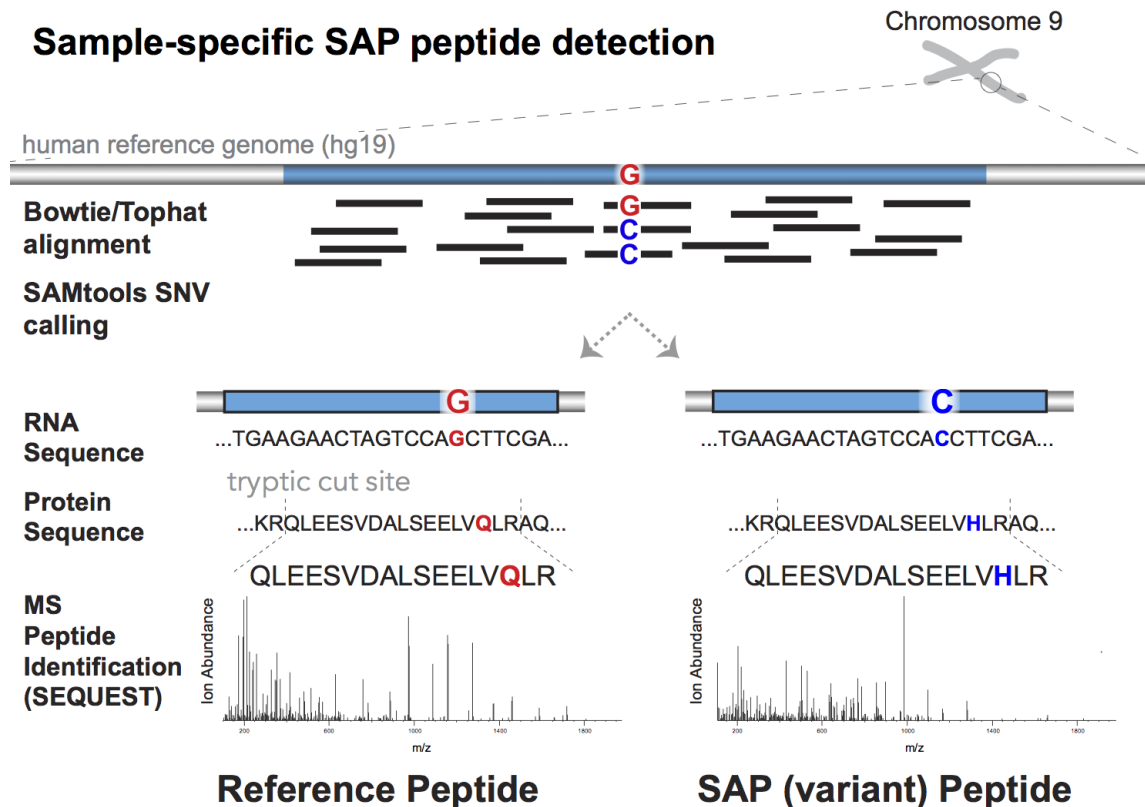 Sample-specific SAP peptide detection
Chromosome 9
human reference genome (hg19)
G
Bowtie/Tophat
alignment
G
C
C
SAMtools SNV
calling
G
C
RNA
Sequence
...TGAAGAACTAGTCCAGCTTCGA...
...TGAAGAACTAGTCCACCTTCGA...
tryptic cut site
Protein
Sequence
...KRQLEESVDALSEELVQLRAQ...
...KRQLEESVDALSEELVHLRAQ...
QLEESVDALSEELVQLR
QLEESVDALSEELVHLR
MS
Peptide
Identification
(SEQUEST)
Ion Abundance
200 600 1000 1400 1800
m/z
Ion Abundance
200 600 1000 1400 1800
m/z
Reference Peptide
SAP (variant) Peptide